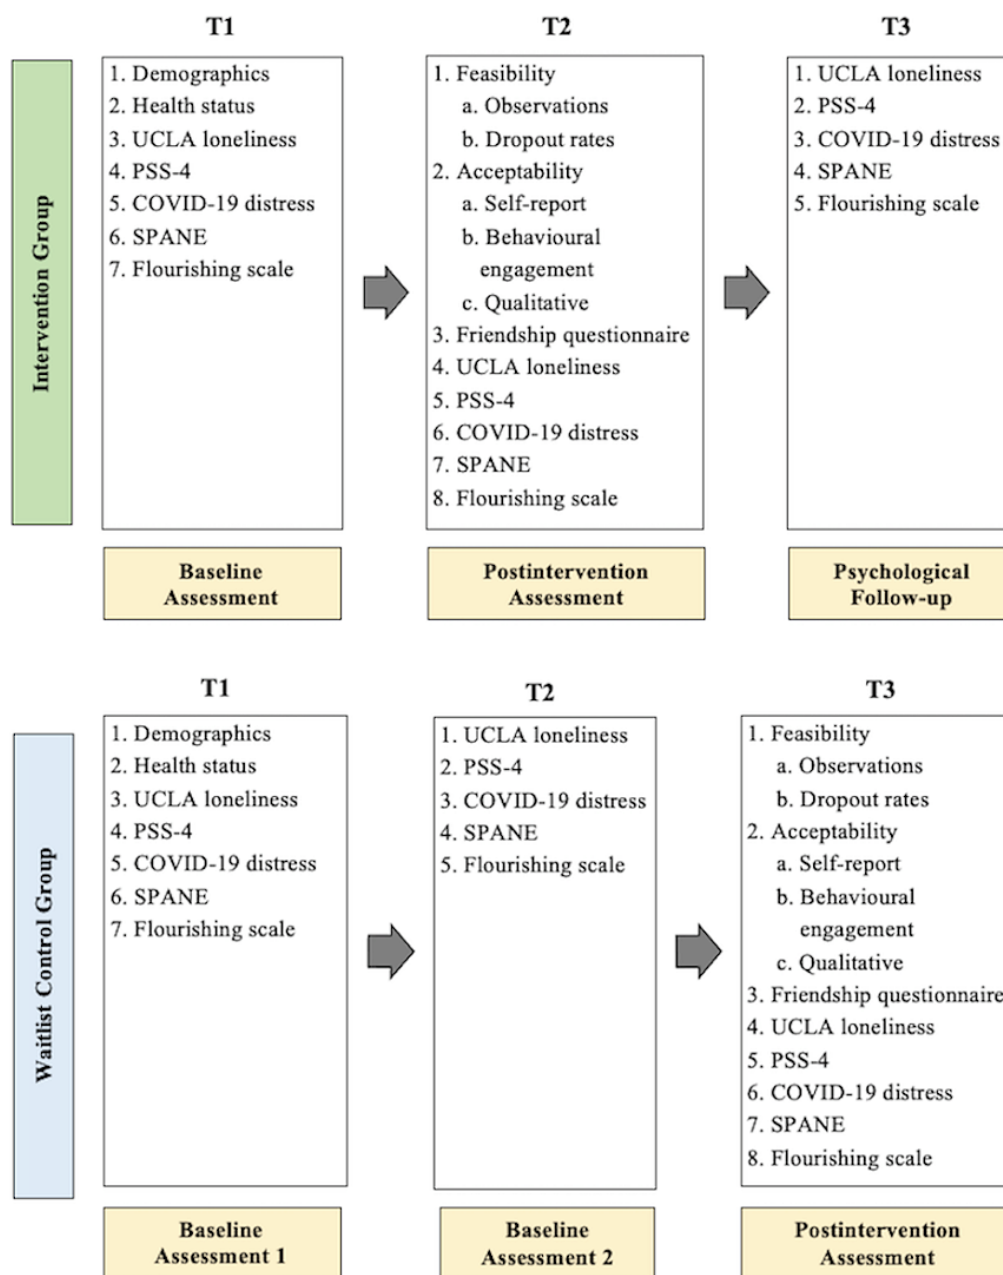 T1
T2
T3
Intervention Group
1. Demographics
2. Health status
3. UCLA loneliness
4. PSS-4
5. COVID-19 distress
6. SPANE
7. Flourishing scale
1. Feasibility
a. Observations
b. Dropout rates
2. Acceptability
a. Self-report
b. Behavioural
engagement
c. Qualitative
3. Friendship questionnaire
4. UCLA loneliness
5. PSS-4
6. COVID-19 distress
7. SPANE
8. Flourishing scale
1. UCLA loneliness
2. PSS-4
3. COVID-19 distress
4. SPANE
5. Flourishing scale
Baseline
Assessment
Postintervention
Assessment
Psychological
Follow-up
T1
T2
T3
Waitlist Control Group
1. Demographics
2. Health status
3. UCLA loneliness
4. PSS-4
5. COVID-19 distress
6. SPANE
7. Flourishing scale
1. UCLA loneliness
2. PSS-4
3. COVID-19 distress
4. SPANE
5. Flourishing scale
1. Feasibility
a. Observations
b. Dropout rates
2. Acceptability
a. Self-report
b. Behavioural
engagement
c. Qualitative
3. Friendship questionnaire
4. UCLA loneliness
5. PSS-4
6. COVID-19 distress
7. SPANE
8. Flourishing scale
Baseline
Assessment 1
Baseline
Assessment 2
Postintervention
Assessment